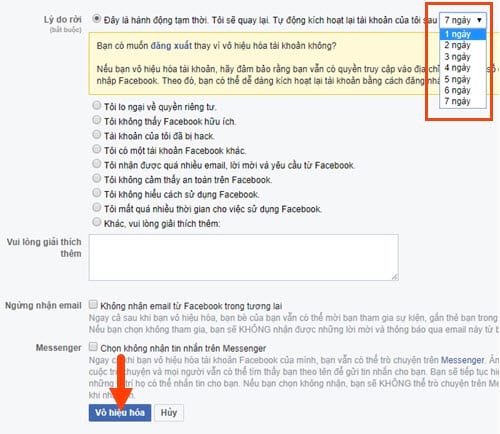 Lý do rời
(bắt buộc)
Đây là hành động tạm thời. Tôi sẽ quay lại. Tự động kích hoạt lại tài khoản của tôi sau 7 ngày
1 ngày
2 ngày
3 ngày
4 ngày
5 ngày
6 ngày
7 ngày
Bạn có muốn đăng xuất thay vì vô hiệu hóa tài khoản không?
Nếu bạn vô hiệu hóa tài khoản, hãy đảm bảo rằng bạn vẫn có quyền truy cập vào địa chỉ số
nhập Facebook. Theo đó, bạn có thể dễ dàng kích hoạt lại tài khoản bằng cách đăng
Tôi lo ngại về quyền riêng tư.
Tôi không thấy Facebook hữu ích.
Tài khoản của tôi đã bị hack.
Tôi có một tài khoản Facebook khác.
Tôi nhận được quá nhiều email, lời mời và yêu cầu từ Facebook.
Tôi không cảm thấy an toàn trên Facebook.
Tôi không hiểu cách sử dụng Facebook.
Tôi mất quá nhiều thời gian cho việc sử dụng Facebook.
Khác, vui lòng giải thích thêm:
Vui lòng giải thích
thêm
Ngừng nhận email
Không nhận email từ Facebook trong tương lai
Ngay cả sau khi bạn vô hiệu hóa, bạn bè của bạn vẫn có thể mời bạn tham gia sự kiện, gắn thẻ bạn trong
Nếu bạn chọn không tham gia, bạn sẽ KHÔNG nhận được những lời mời và thông báo qua email này từ b
Messenger
Chọn không nhận tin nhắn trên Messenger
Ngay cả khi bạn vô hiệu hóa tài khoản Facebook của mình, bạn vẫn có thể trò chuyện trên Messenger. Ản
cuộc trò chuyện và mọi người vẫn có thể tìm thấy bạn theo tên để gửi tin nhắn cho bạn. Bạn sẽ tiếp tục hiể
những vị trí họ có thể nhắn tin cho bạn. Nếu bạn chọn không nhận, bạn sẽ KHÔNG thể trò chuyện trên Me
khi nhắn tin.
Vô hiệu hóa
Hủy